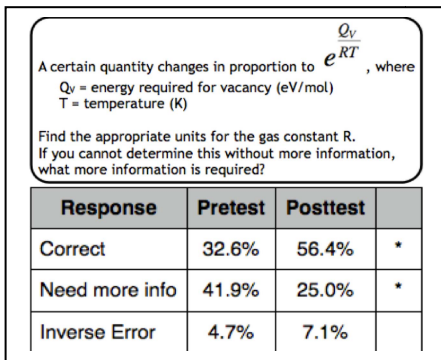 A certain quantity changes in proportion to e^(Qv/RT) , where
Qv = energy required for vacancy (eV/mol)
T = temperature (K)
Find the appropriate units for the gas constant R.
If you cannot determine this without more information,
what more information is required?
Response Pretest Posttest
Correct 32.6% 56.4% *
Need more info 41.9% 25.0% *
Inverse Error 4.7% 7.1%